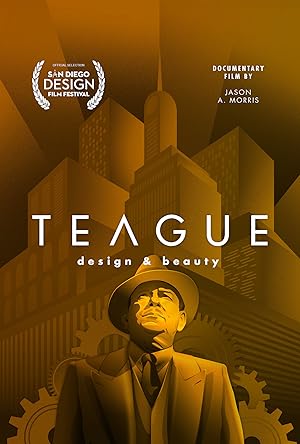 OFFICIAL SELECTION
SAN DIEGO
DESIGN
FILM FESTIVAL
DOCUMENTARY
FILM BY
JASON
A. MORRIS
TEAGUE
design & beauty